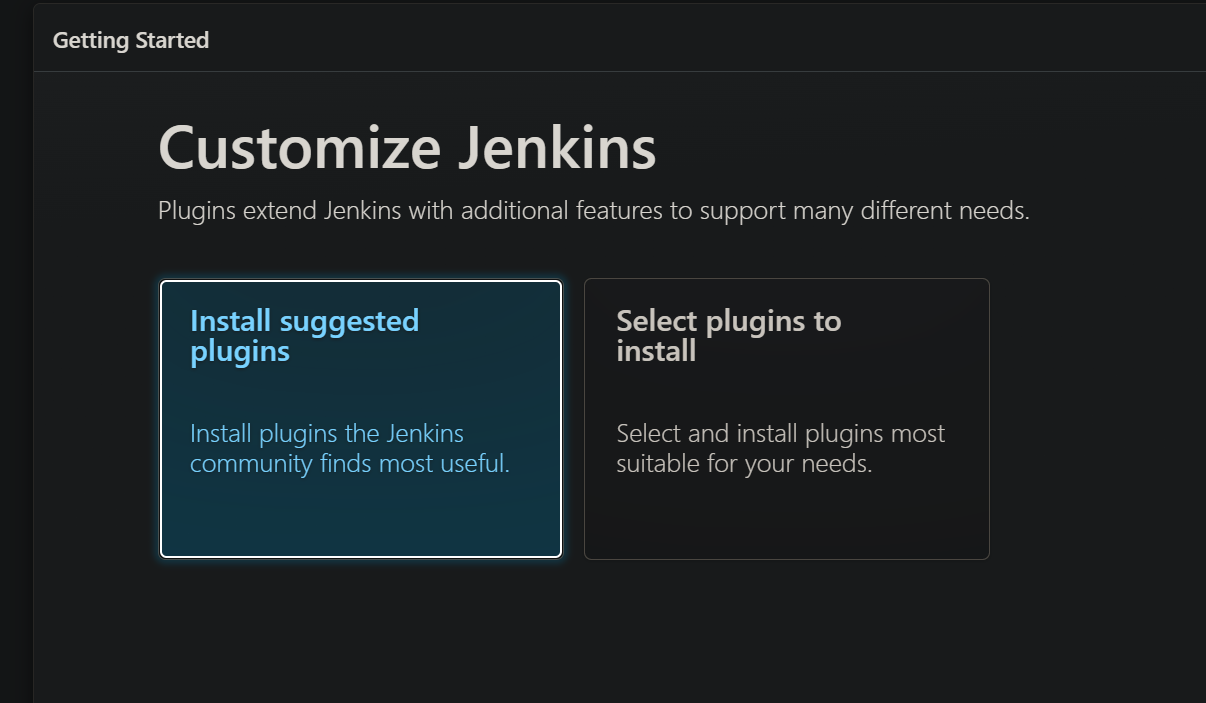 Getting Started
Customize Jenkins
Plugins extend Jenkins with additional features to support many different needs.
Install suggested
plugins
Install plugins the Jenkins
community finds most useful.
Select plugins to
install
Select and install plugins most
suitable for your needs.